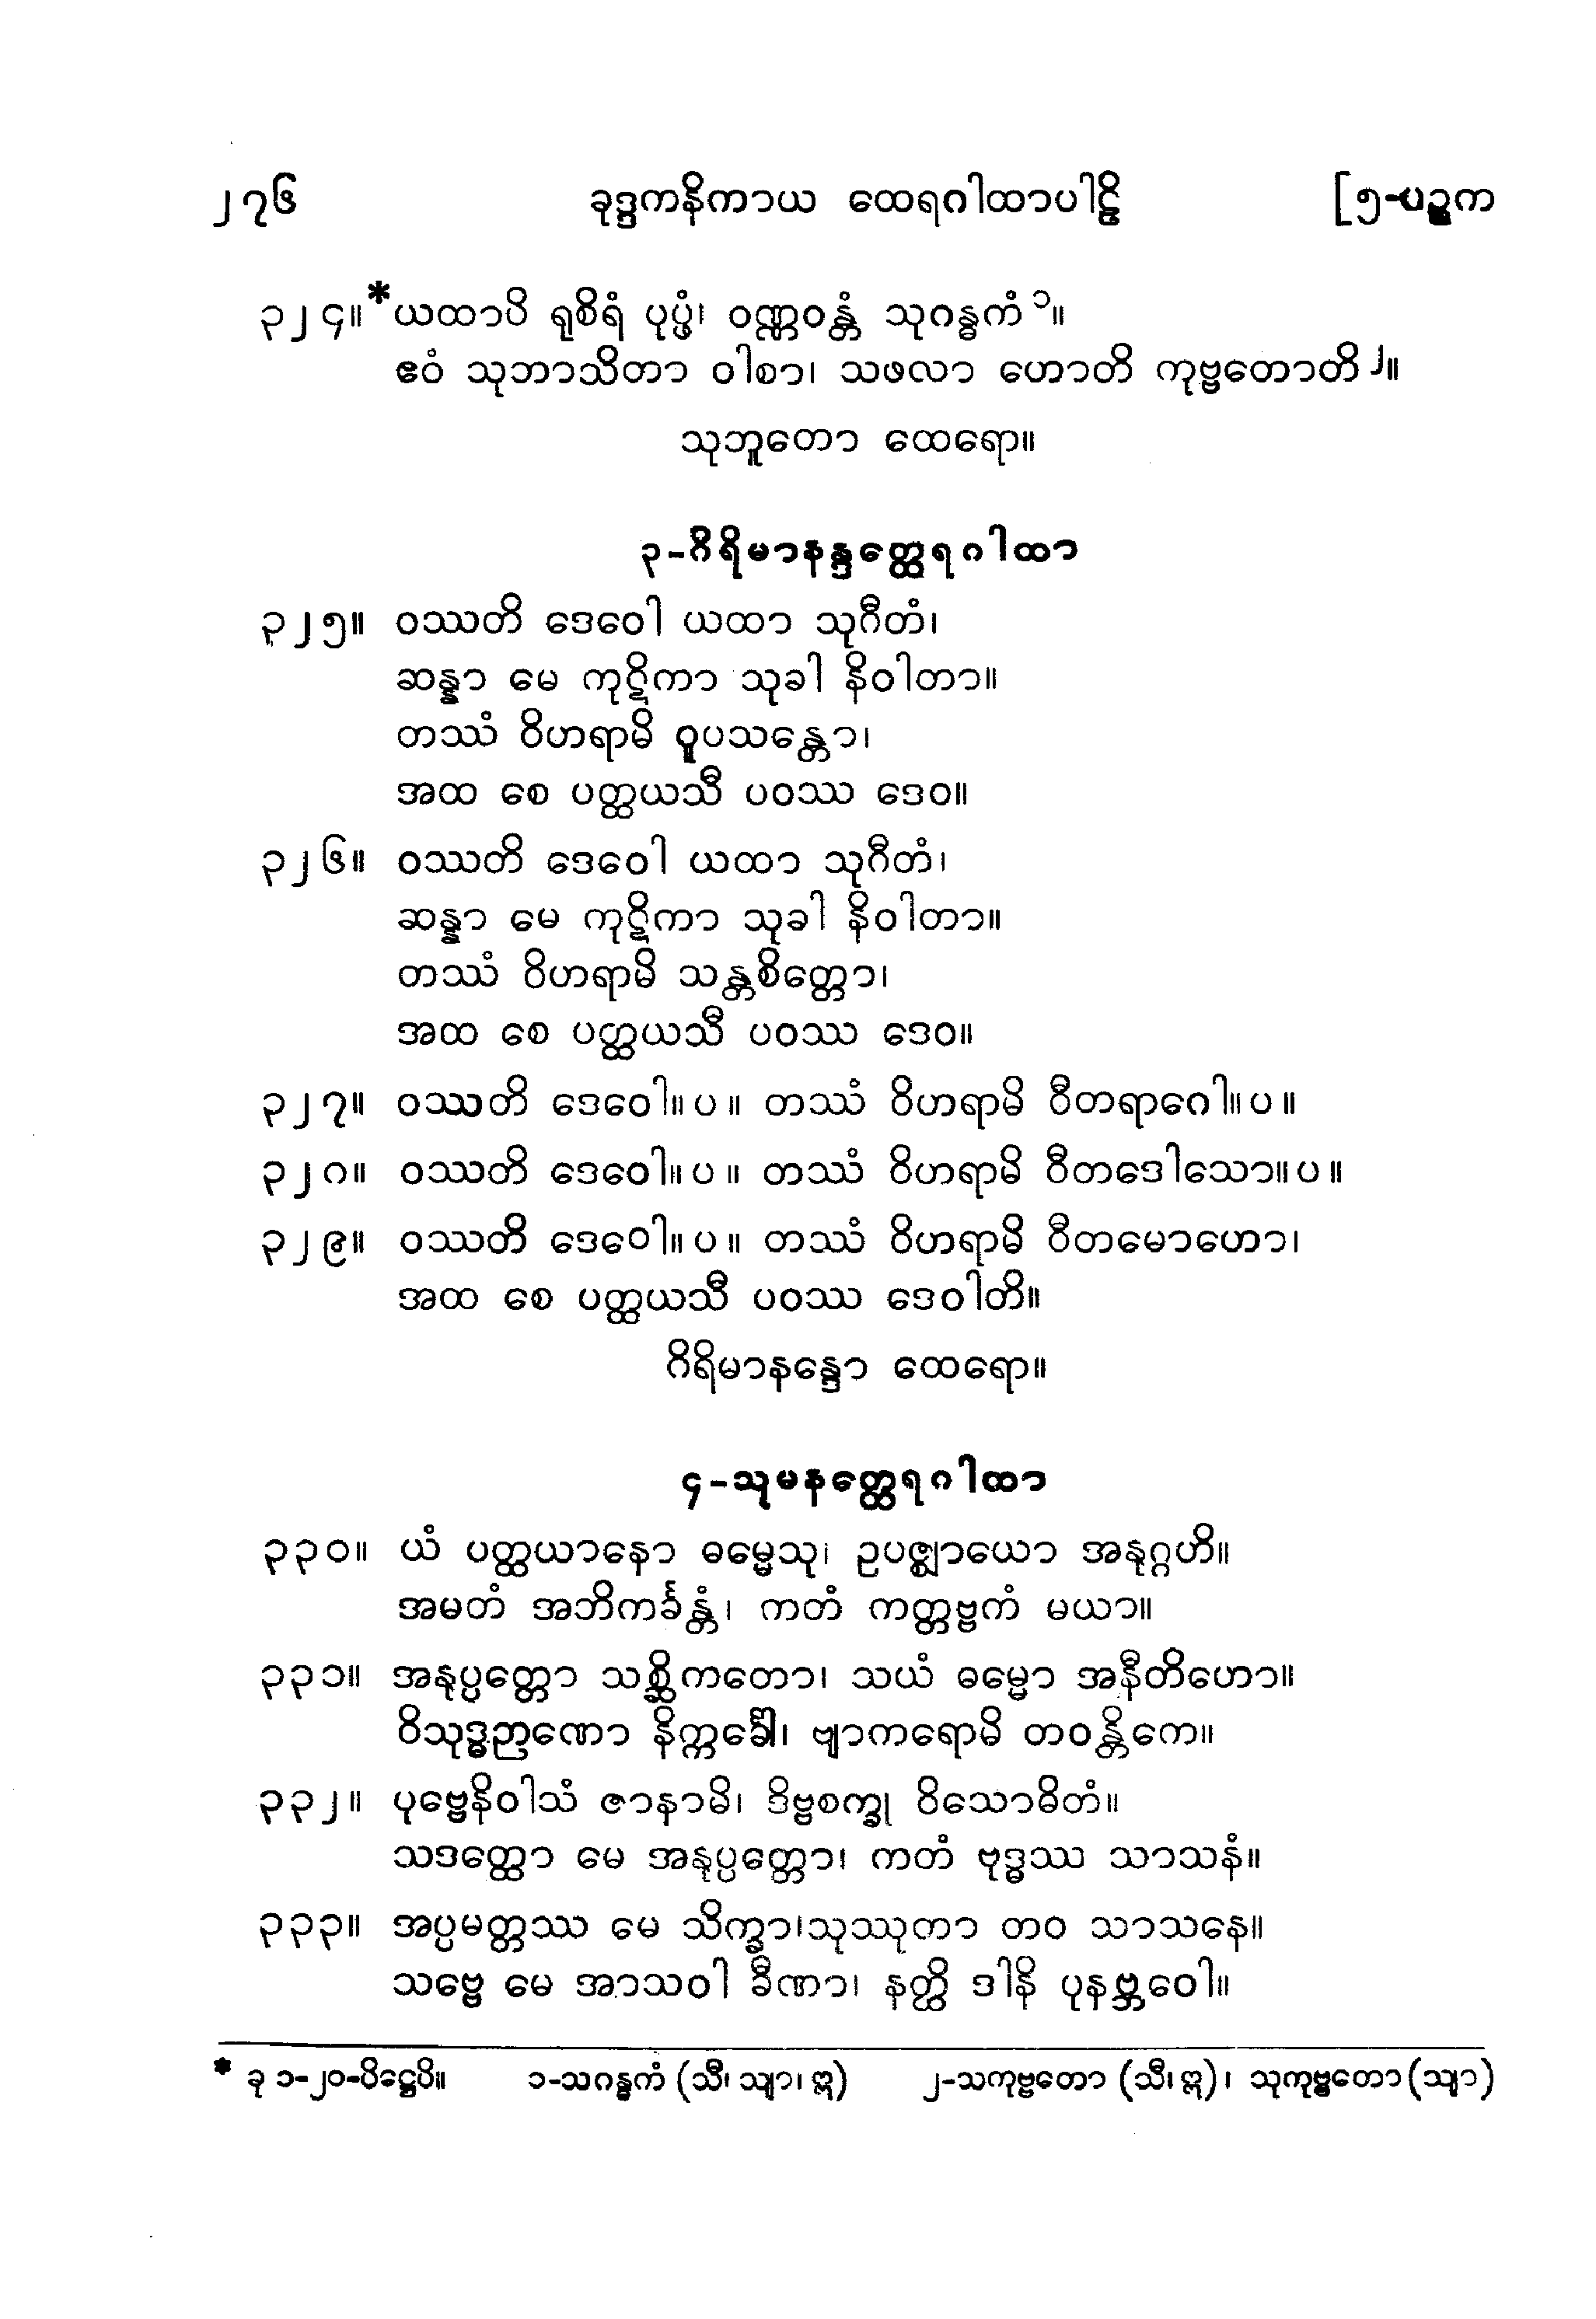 ၂၇၆ ခုဒ္ဒကနိကာယ ထေရဂါထာပါဠိ [၅-ပဉ္စက
၃၂၄။ *ယထာပိ ရုစိရံ ပုပ္ဖံ၊ ဝဏ္ဏဝန္တံ သုဂန္ဓကံ ၁။
ဧဝံ သုဘာသိတာ ဝါစာ၊ သဖလာ ဟောတိ ကုဗ္ဗတောတိ ၂။
သုဘူတော ထေရော။
၃-ဂိရိမာနန္ဒတ္ထေရဂါထာ
၃၂၅။ ဝဿတိ ဒေဝေါ ယထာ သုဂီတံ၊
ဆန္နာ မေ ကုဋိကာ သုခါ နိဝါတာ။
တဿံ ဝိဟရာမိ ဝူပသန္တော၊
အထ စေ ပတ္ထယသီ ပဝဿ ဒေဝ။
၃၂၆။ ဝဿတိ ဒေဝေါ ယထာ သုဂီတံ၊
ဆန္နာ မေ ကုဋိကာ သုခါ နိဝါတာ။
တဿံ ဝိဟရာမိ သန္တစိတ္တော၊
အထ စေ ပတ္ထယသီ ပဝဿ ဒေဝ။
၃၂၇။ ဝဿတိ ဒေဝေါ။ပ။ တဿံ ဝိဟရာမိ ဝီတရာဂေါ။ပ။
၃၂၈။ ဝဿတိ ဒေဝေါ။ပ။ တဿံ ဝိဟရာမိ ဝီတဒေါသော။ပ။
၃၂၉။ ဝဿတိ ဒေဝေါ။ပ။ တဿံ ဝိဟရာမိ ဝီတမောဟော၊
အထ စေ ပတ္ထယသီ ပဝဿ ဒေဝါတိ။
ဂိရိမာနန္ဒော ထေရော။
၄-သုမနတ္ထေရဂါထာ
၃၃၀။ ယံ ပတ္ထယာနော ဓမ္မေသု၊ ဥပဇ္ဈာယော အနုဂ္ဂဟိ။
အမတံ အဘိကင်္ခန္တံ၊ ကတံ ကတ္တဗ္ဗကံ မယာ။
၃၃၁။ အနုပ္ပတ္တော သစ္ဆိကတော၊ သယံ ဓမ္မော အနီတိဟော။
ဝိသုဒ္ဓဉာဏော နိက္ကင်္ခေါ၊ ဗျာကရောမိ တဝန္တိကေ။
၃၃၂။ ပုဗ္ဗေနိဝါသံ ဇာနာမိ၊ ဒိဗ္ဗစက္ခု ဝိသောဓိတံ။
သဒတ္ထော မေ အနုပ္ပတ္တော၊ ကတံ ဗုဒ္ဓဿ သာသနံ။
၃၃၃။ အပ္ပမတ္တဿ မေ သိက္ခာ၊သုဿုတာ တဝ သာသနေ။
သဗ္ဗေ မေ အာသဝါ ခီဏာ၊ နတ္ထိ ဒါနိ ပုနဗ္ဘဝေါ။
* ခု ၁-၂၀-ပိဋ္ဌေပိ။ ၁-သဂန္ဓကံ (သီ၊ သျာ၊ ဣ) ၂-သကုဗ္ဗတော (သီ၊ ဣ)၊ သုကုဗ္ဗတော (သျာ)